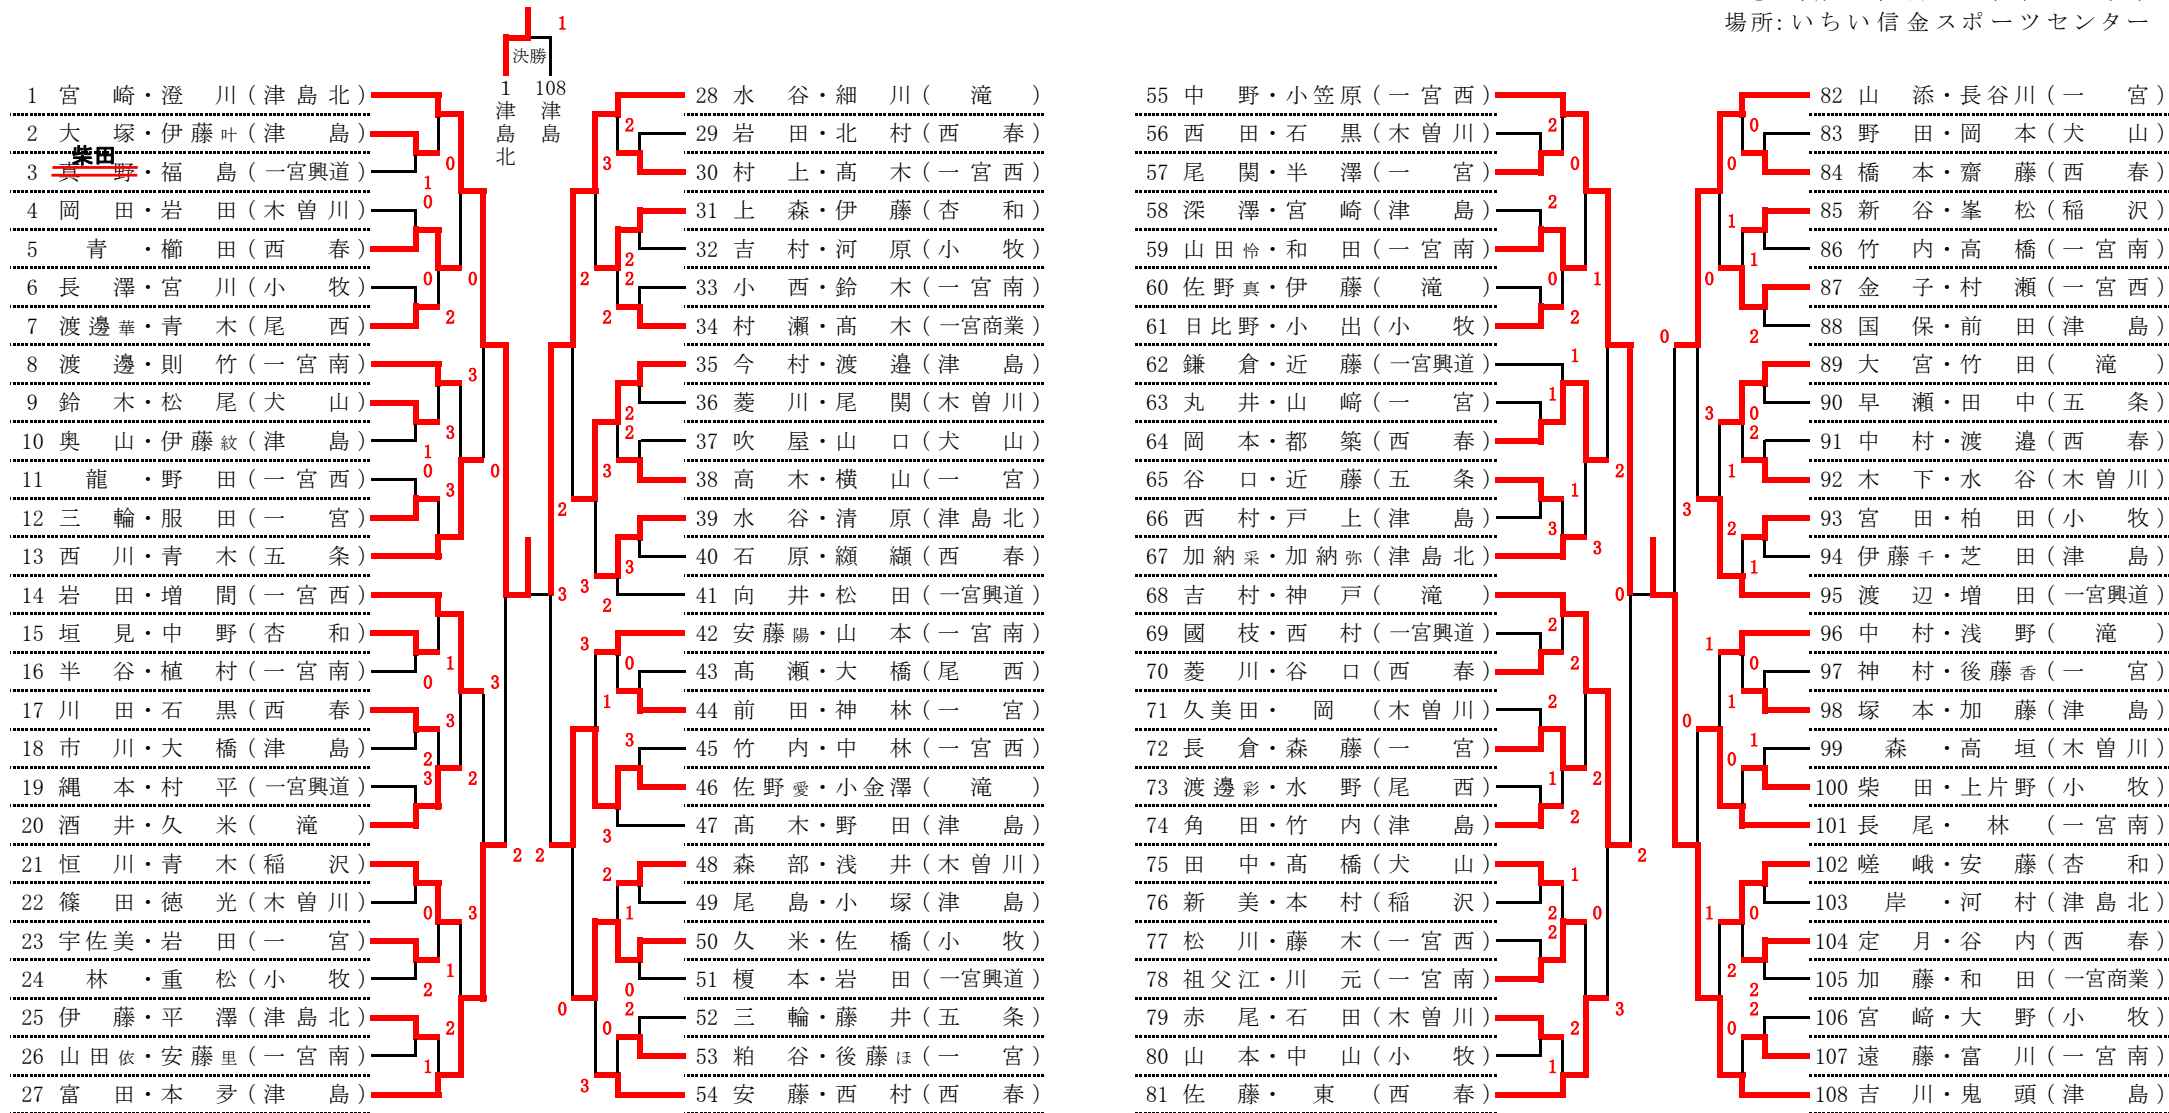 場所:いちい信金スポーツセンター
1
決勝
1 108
津島北 津島
1 宮崎・澄川(津島北)
2 大塚・伊藤叶(津島)
柴田
3 真野・福島(一宮興道)
4 岡田・岩田(木曽川)
5 青・櫛田(西春)
6 長澤・宮川(小牧)
7 渡邊華・青木(尾西)
8 渡邊・則竹(一宮南)
9 鈴木・松尾(犬山)
10 奥山・伊藤紋(津島)
11 龍・野田(一宮西)
12 三輪・服田(一宮)
13 西川・青木(五条)
14 岩田・増間(一宮西)
15 垣見・中野(杏和)
16 半谷・植村(一宮南)
17 川田・石黒(西春)
18 市川・大橋(津島)
19 縄本・村平(一宮興道)
20 酒井・久米(滝)
21 恒川・青木(稲沢)
22 篠田・徳光(木曽川)
23 宇佐美・岩田(一宮)
24 林・重松(小牧)
25 伊藤・平澤(津島北)
26 山田依・安藤里(一宮南)
27 富田・本夛(津島)
28 水谷・細川(滝)
29 岩田・北村(西春)
30 村上・髙木(一宮西)
31 上森・伊藤(杏和)
32 吉村・河原(小牧)
33 小西・鈴木(一宮南)
34 村瀬・髙木(一宮商業)
35 今村・渡邉(津島)
36 菱川・尾関(木曽川)
37 吹屋・山口(犬山)
38 高木・横山(一宮)
39 水谷・清原(津島北)
40 石原・纐纈(西春)
41 向井・松田(一宮興道)
42 安藤陽・山本(一宮南)
43 髙瀬・大橋(尾西)
44 前田・神林(一宮)
45 竹内・中林(一宮西)
46 佐野愛・小金澤(滝)
47 髙木・野田(津島)
48 森部・浅井(木曽川)
49 尾島・小塚(津島)
50 久米・佐橋(小牧)
51 榎本・岩田(一宮興道)
52 三輪・藤井(五条)
53 粕谷・後藤ほ(一宮)
54 安藤・西村(西春)
55 中野・小笠原(一宮西)
56 西田・石黒(木曽川)
57 尾関・半澤(一宮)
58 深澤・宮崎(津島)
59 山田怜・和田(一宮南)
60 佐野真・伊藤(滝)
61 日比野・小出(小牧)
62 鎌倉・近藤(一宮興道)
63 丸井・山﨑(一宮)
64 岡本・都築(西春)
65 谷口・近藤(五条)
66 西村・戸上(津島)
67 加納采・加納弥(津島北)
68 吉村・神戸(滝)
69 國枝・西村(一宮興道)
70 菱川・谷口(西春)
71 久美田・岡(木曽川)
72 長倉・森藤(一宮)
73 渡邊彩・水野(尾西)
74 角田・竹内(津島)
75 田中・髙橋(犬山)
76 新美・本村(稲沢)
77 松川・藤木(一宮西)
78 祖父江・川元(一宮南)
79 赤尾・石田(木曽川)
80 山本・中山(小牧)
81 佐藤・東(西春)
82 山添・長谷川(一宮)
83 野田・岡本(犬山)
84 橋本・齋藤(西春)
85 新谷・峯松(稲沢)
86 竹内・高橋(一宮南)
87 金子・村瀬(一宮西)
88 国保・前田(津島)
89 大宮・竹田(滝)
90 早瀬・田中(五条)
91 中村・渡邉(西春)
92 木下・水谷(木曽川)
93 宮田・柏田(小牧)
94 伊藤千・芝田(津島)
95 渡辺・増田(一宮興道)
96 中村・浅野(滝)
97 神村・後藤香(一宮)
98 塚本・加藤(津島)
99 森・高垣(木曽川)
100 柴田・上片野(小牧)
101 長尾・林(一宮南)
102 嵯峨・安藤(杏和)
103 岸・河村(津島北)
104 定月・谷内(西春)
105 加藤・和田(一宮商業)
106 宮﨑・大野(小牧)
107 遠藤・富川(一宮南)
108 吉川・鬼頭(津島)